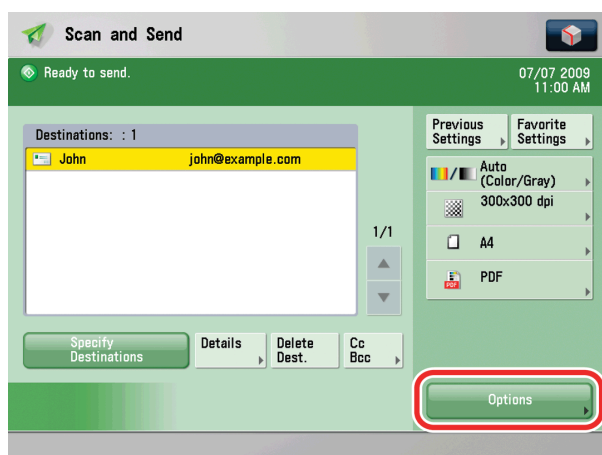 Scan and Send
Ready to send.
07/07 2009
11:00 AM
Destinations: : 1
John john@example.com
1/1
Previous Settings
Favorite Settings
Auto
(Color/Gray)
300x300 dpi
A4
PDF
PDF
Specify
Destinations
Details
Delete
Dest.
Cc
Bcc
Options